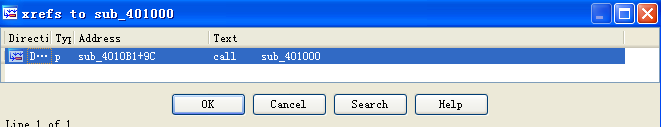 xrefs to sub_401000
Directi Typ Address Text
D… p sub_4010B1+9C call sub_401000
OK Cancel Search Help
Line 1 of 1